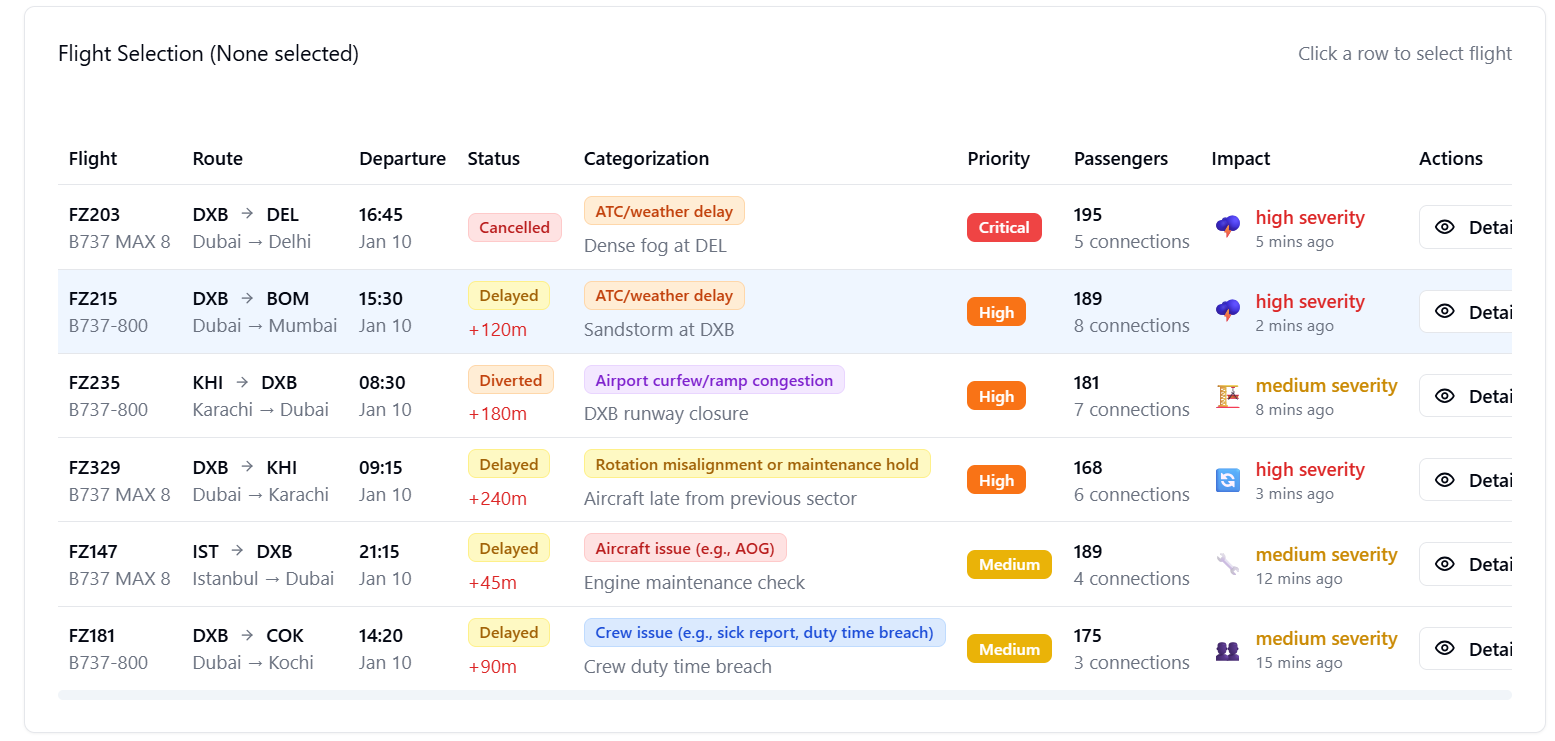 Flight Selection (None selected)
Click a row to select flight
Flight Route Departure Status Categorization Priority Passengers Impact Actions
FZ203 DXB → DEL 16:45 Cancelled ATC/weather delay Critical 195 high severity Detai
B737 MAX 8 Dubai → Delhi Jan 10 Dense fog at DEL 5 connections 5 mins ago
FZ215 DXB → BOM 15:30 Delayed ATC/weather delay High 189 high severity Detai
B737-800 Dubai → Mumbai Jan 10 +120m Sandstorm at DXB 8 connections 2 mins ago
FZ235 KHI → DXB 08:30 Diverted Airport curfew/ramp congestion High 181 medium severity Detai
B737-800 Karachi → Dubai Jan 10 +180m DXB runway closure 7 connections 8 mins ago
FZ329 DXB → KHI 09:15 Delayed Rotation misalignment or maintenance hold High 168 high severity Detai
B737 MAX 8 Dubai → Karachi Jan 10 +240m Aircraft late from previous sector 6 connections 3 mins ago
FZ147 IST → DXB 21:15 Delayed Aircraft issue (e.g., AOG) Medium 189 medium severity Detai
B737 MAX 8 Istanbul → Dubai Jan 10 +45m Engine maintenance check 4 connections 12 mins ago
FZ181 DXB → COK 14:20 Delayed Crew issue (e.g., sick report, duty time breach) Medium 175 medium severity Detai
B737-800 Dubai → Kochi Jan 10 +90m Crew duty time breach 3 connections 15 mins ago